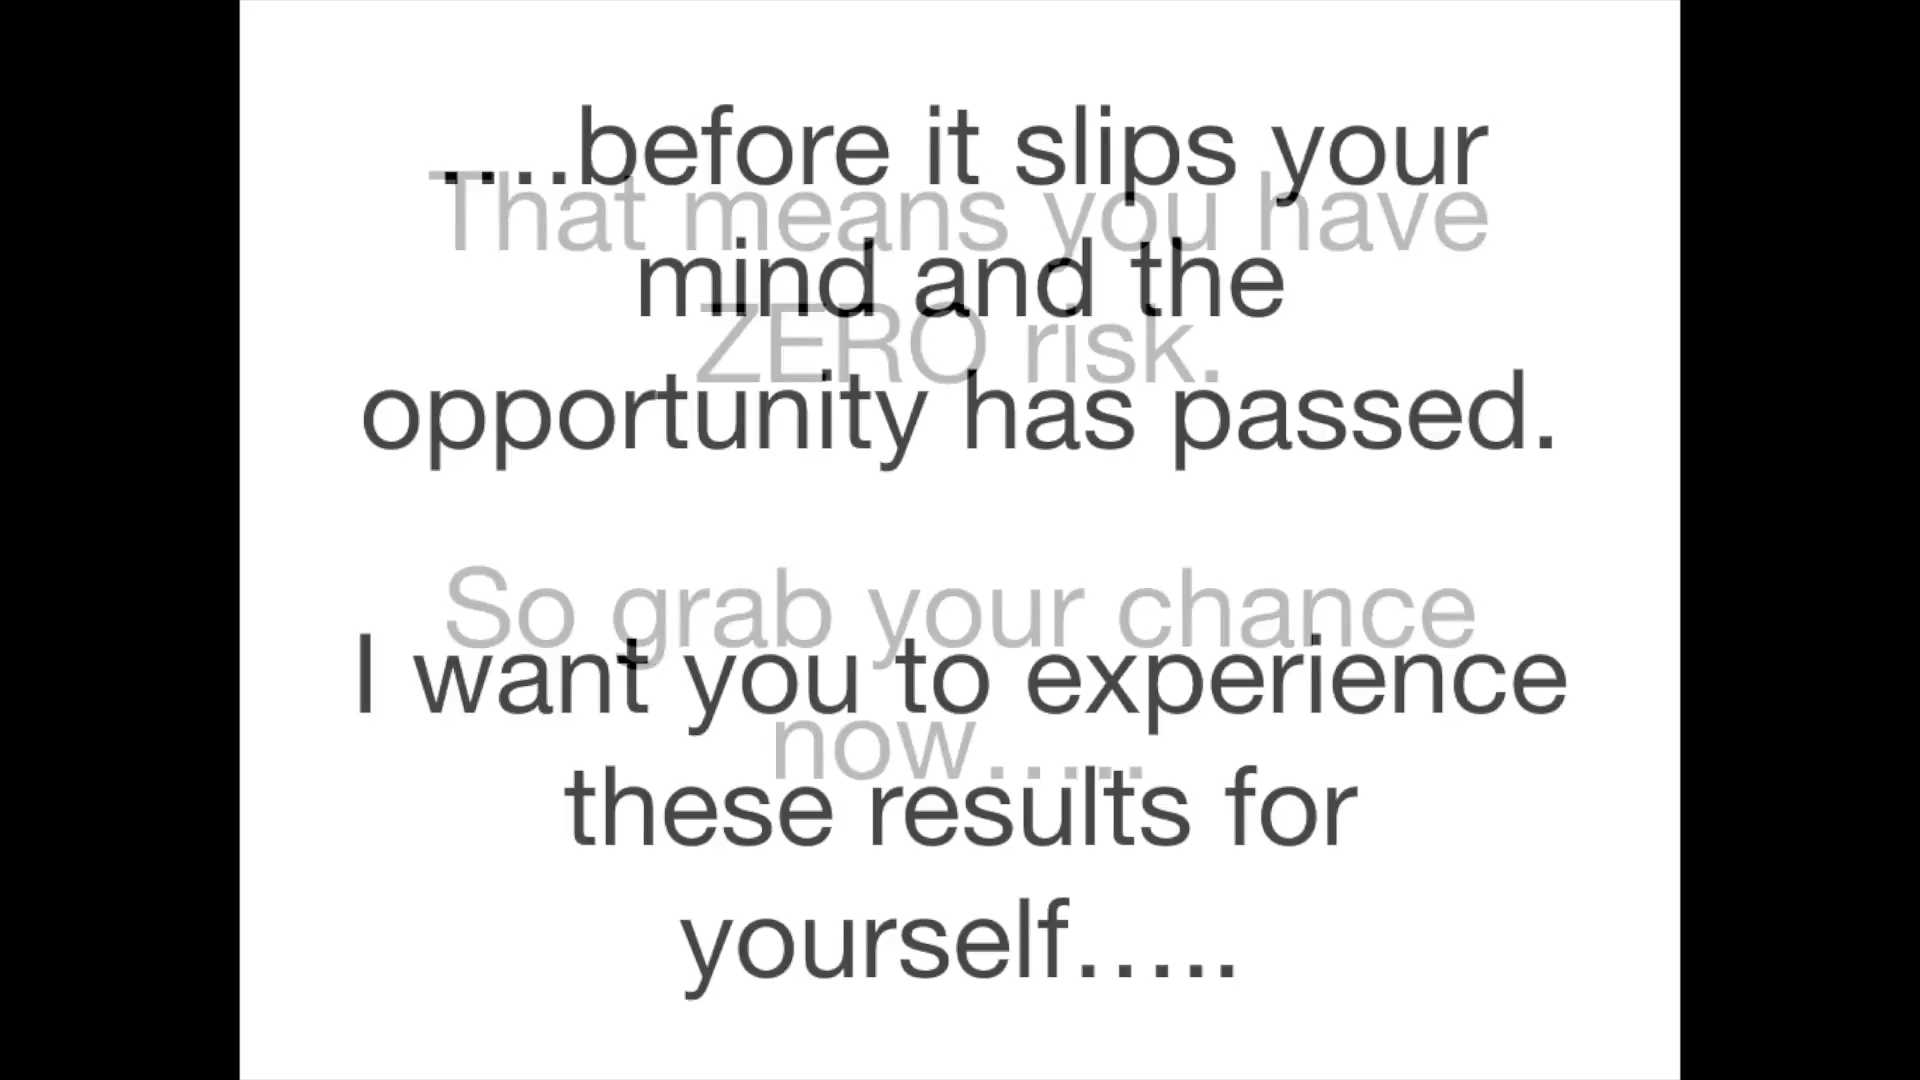 ....before it slips your
mind and the
opportunity has passed.
I want you to experience
these results for
yourself.....
That means you have
ZERO risk.
So grab your chance
now.....